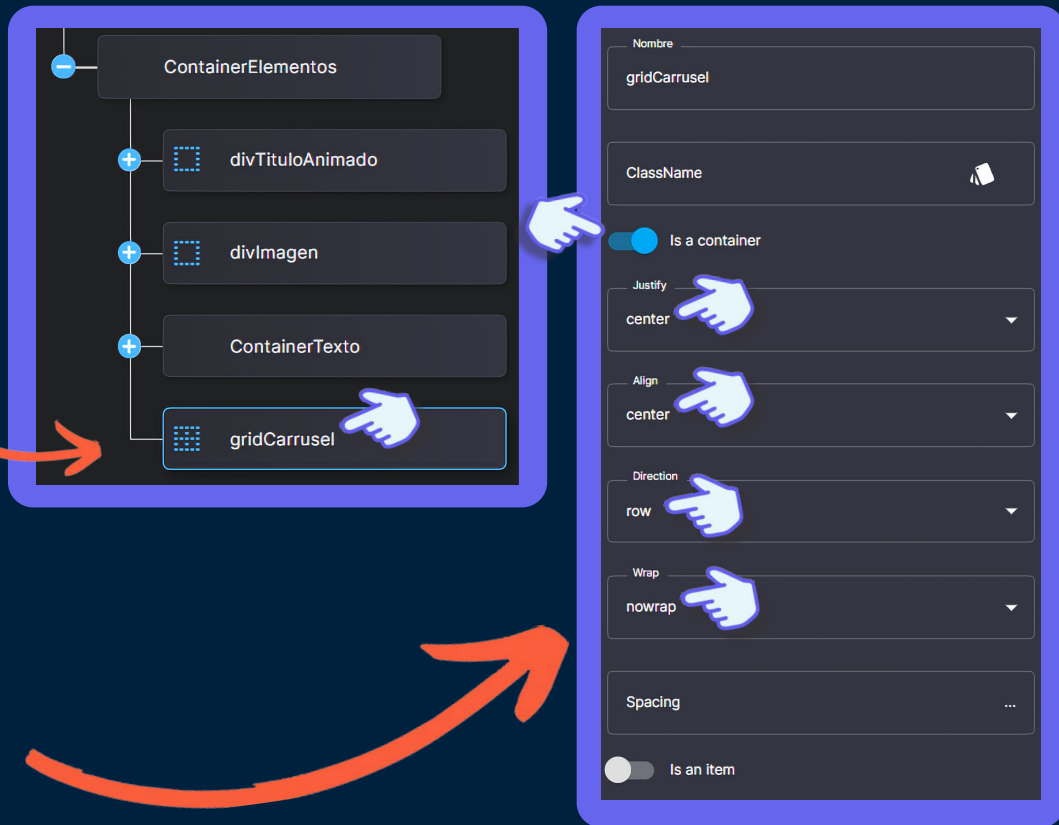 ContainerElementos
divTituloAnimado
divImagen
ContainerTexto
gridCarrusel
Nombre
gridCarrusel
ClassName
Is a container
Justify
center
Align
center
Direction
row
Wrap
nowrap
Spacing
...
Is an item